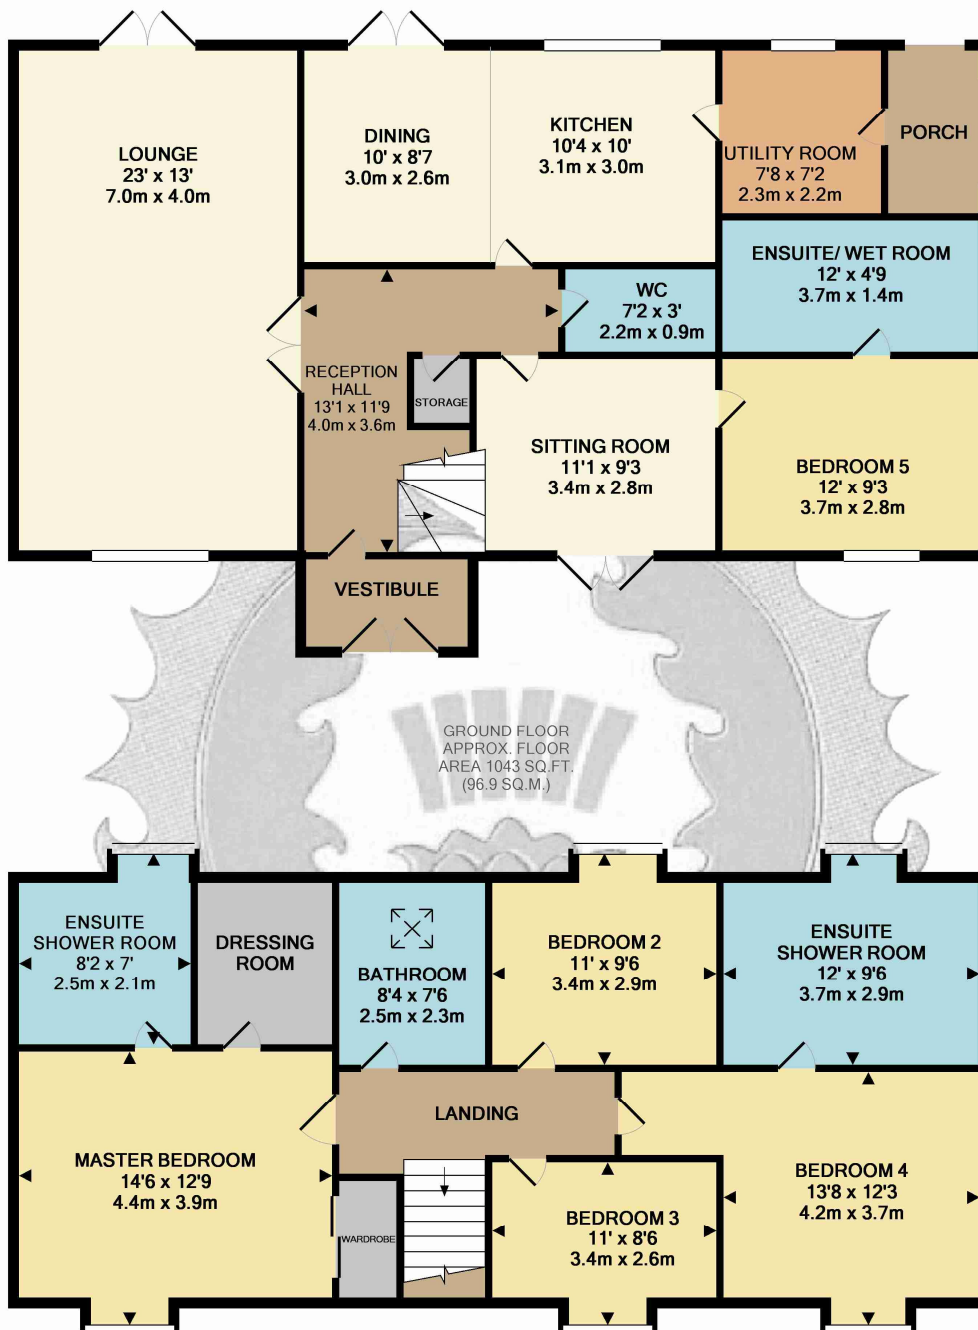 LOUNGE
23' x 13'
7.0m x 4.0m
DINING
10' x 8'7
3.0m x 2.6m
KITCHEN
10'4 x 10'
3.1m x 3.0m
UTILITY ROOM
7'8 x 7'2
2.3m x 2.2m
PORCH
ENSUITE/ WET ROOM
12' x 4'9
3.7m x 1.4m
WC
7'2 x 3'
2.2m x 0.9m
RECEPTION
HALL
13'1 x 11'9
4.0m x 3.6m
STORAGE
SITTING ROOM
11'1 x 9'3
3.4m x 2.8m
BEDROOM 5
12' x 9'3
3.7m x 2.8m
VESTIBULE
GROUND FLOOR
APPROX. FLOOR
AREA 1043 SQ.FT.
(96.9 SQ.M.)
ENSUITE
SHOWER ROOM
8'2 x 7'
2.5m x 2.1m
DRESSING
ROOM
BATHROOM
8'4 x 7'6
2.5m x 2.3m
BEDROOM 2
11' x 9'6
3.4m x 2.9m
ENSUITE
SHOWER ROOM
12' x 9'6
3.7m x 2.9m
LANDING
MASTER BEDROOM
14'6 x 12'9
4.4m x 3.9m
WARDROBE
BEDROOM 3
11' x 8'6
3.4m x 2.6m
BEDROOM 4
13'8 x 12'3
4.2m x 3.7m